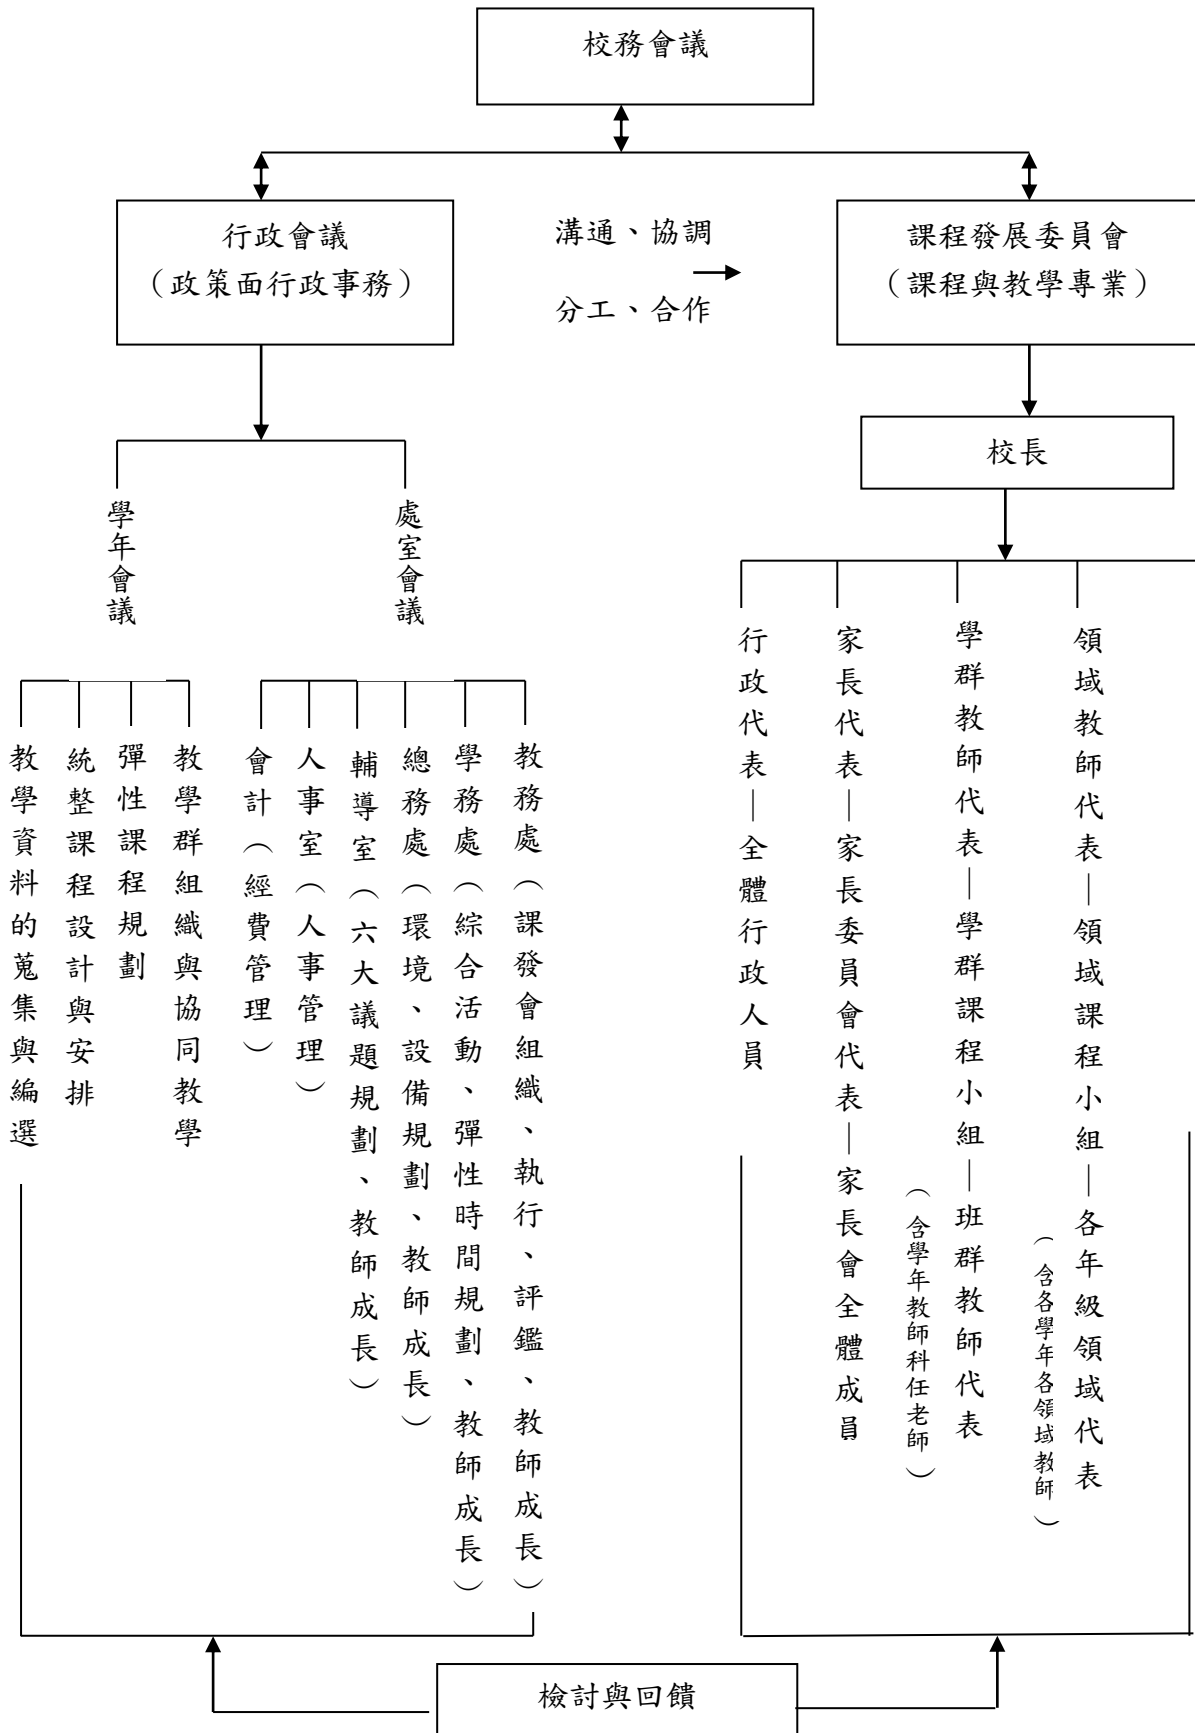 校務會議
行政會議
（政策面行政事務）
溝通、協調
分工、合作
課程發展委員會
（課程與教學專業）
校長
學年會議
處室會議
教學資料的蒐集與編選
統整課程設計與安排
彈性課程規劃
教學群組織與協同教學
會計（經費管理）
人事室（人事管理）
輔導室（六大議題規劃、教師成長）
總務處（環境、設備規劃、教師成長）
學務處（綜合活動、彈性時間規劃、教師成長）
教務處（課發會組織、執行、評鑑、教師成長）
行政代表—全體行政人員
家長代表—家長委員會代表—家長會全體成員
學群教師代表—學群課程小組—班群教師代表
（含學年教師科任老師）
領域教師代表—領域課程小組—各年級領域代表
（含各學年各領域教師）
檢討與回饋